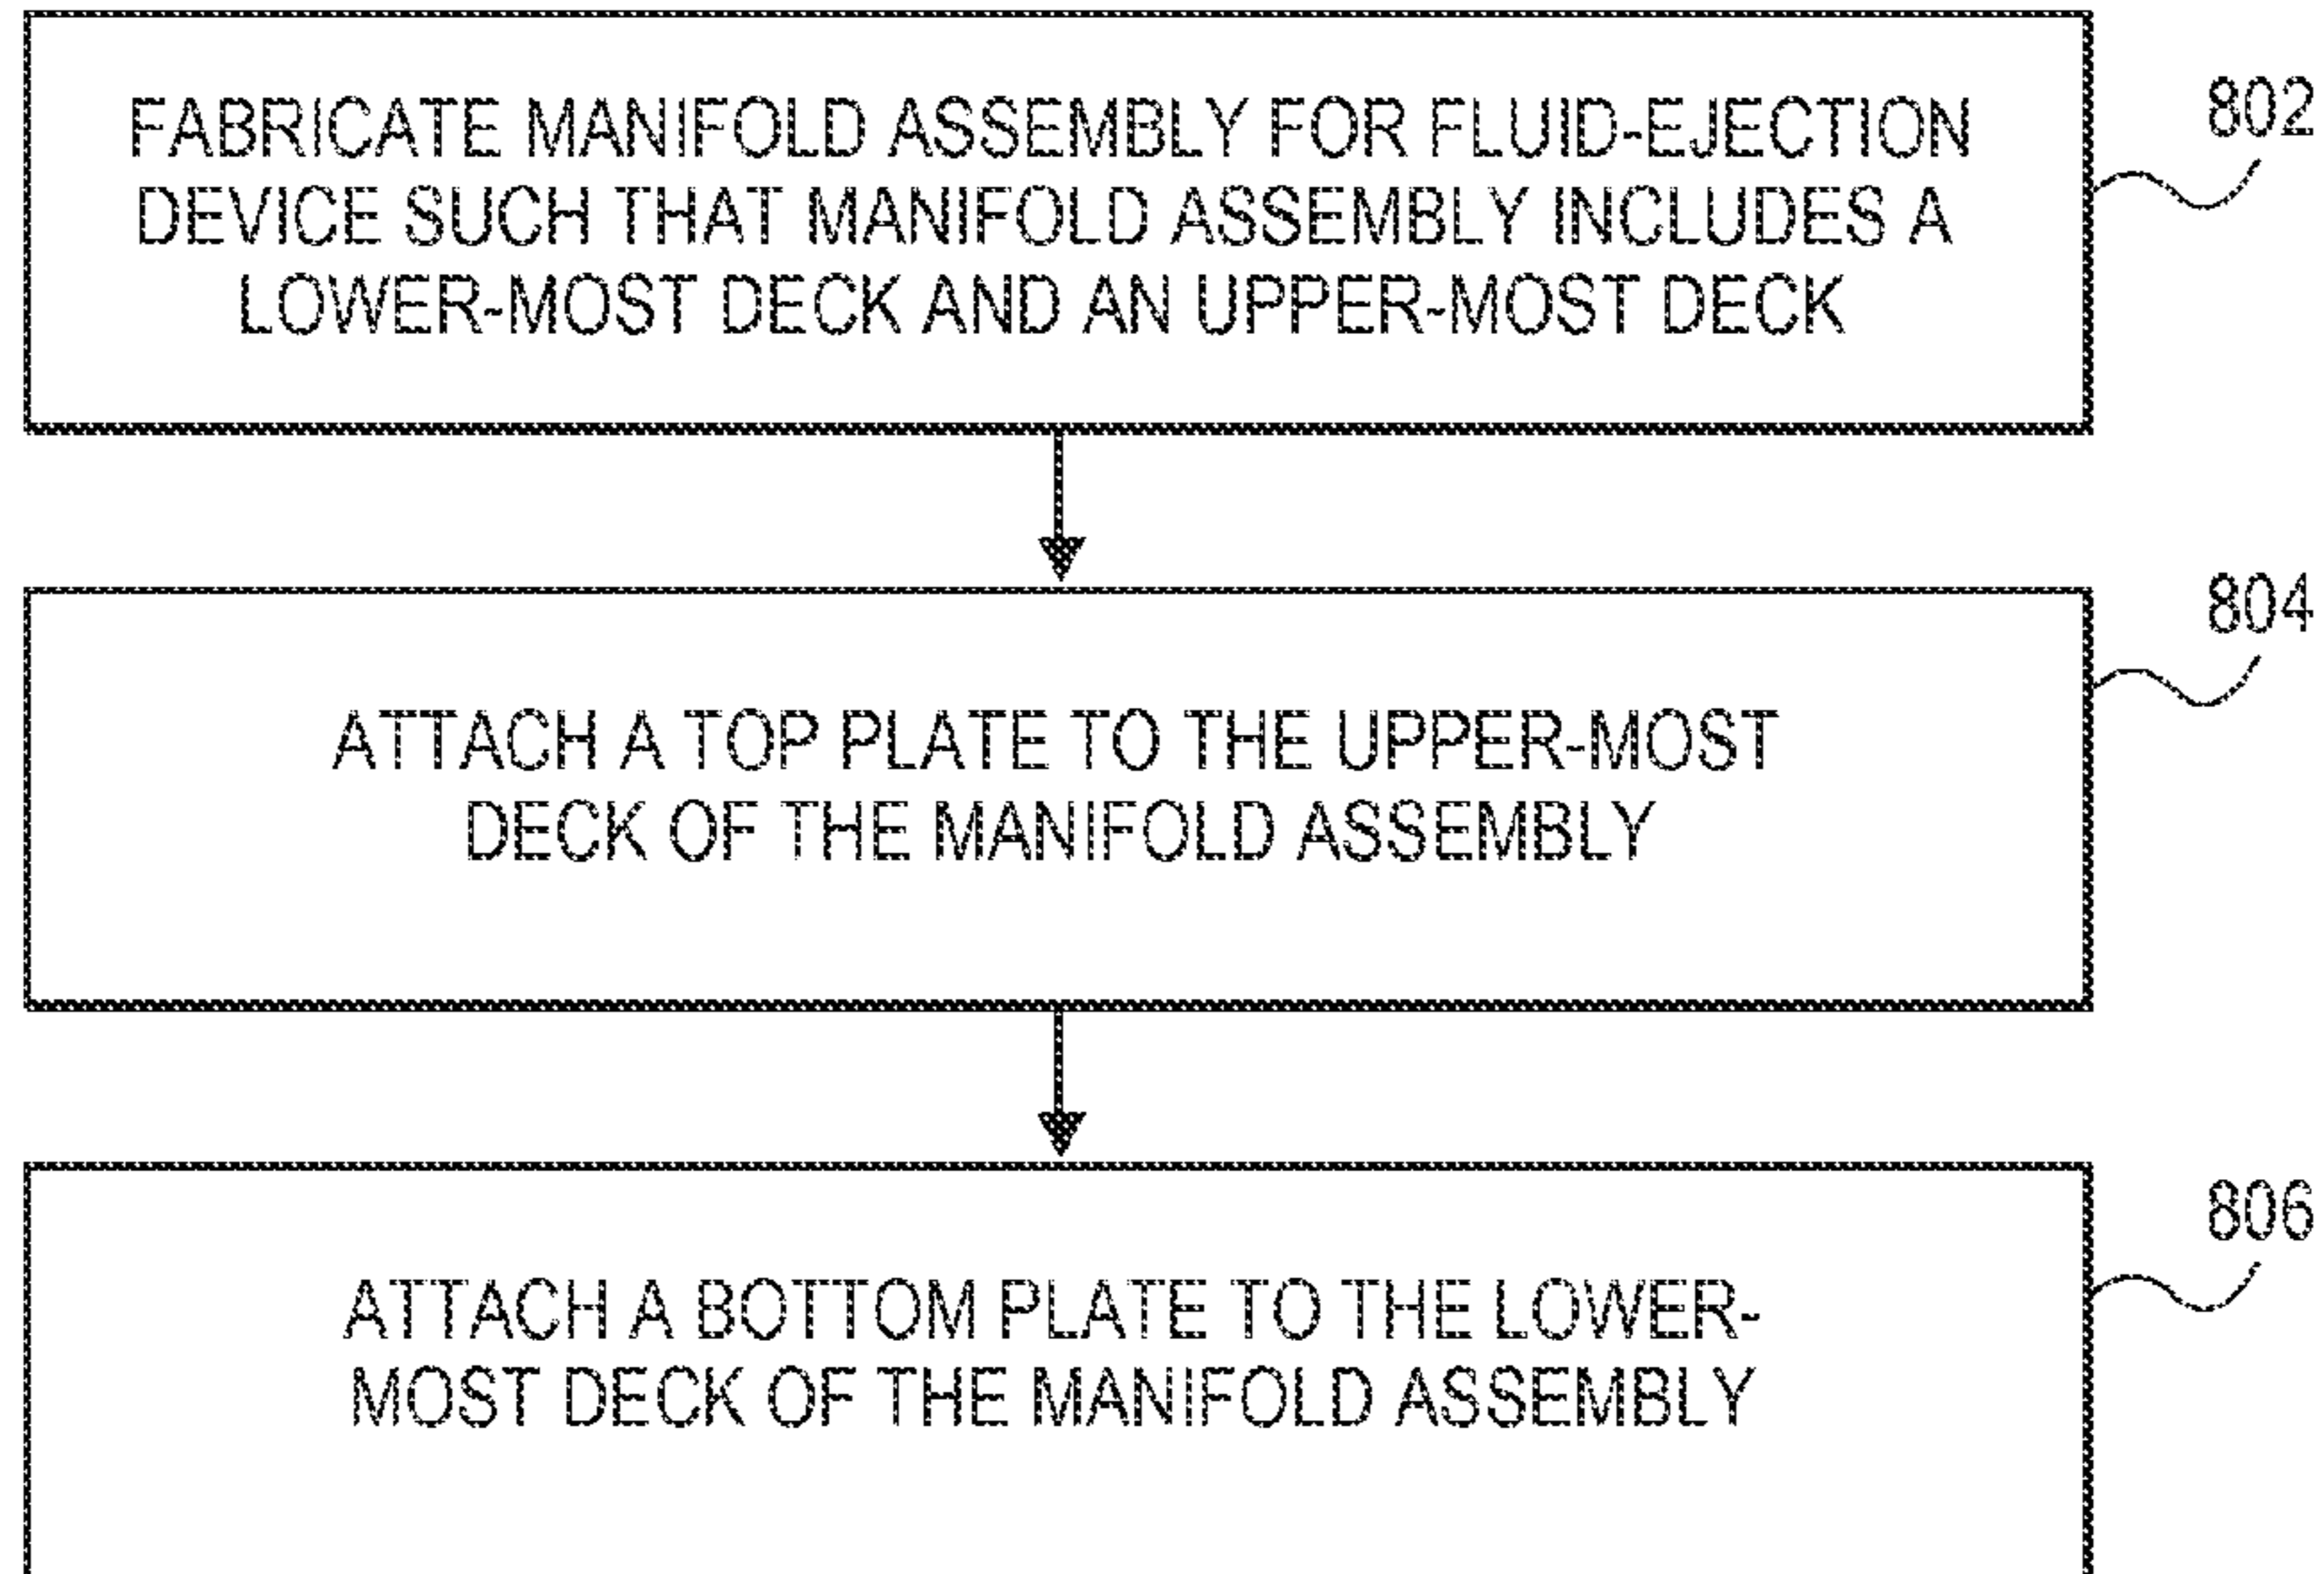 FABRICATE MANIFOLD ASSEMBLY FOR FLUID-EJECTION
DEVICE SUCH THAT MANIFOLD ASSEMBLY INCLUDES A
LOWER-MOST DECK AND AN UPPER-MOST DECK
802
ATTACH A TOP PLATE TO THE UPPER-MOST
DECK OF THE MANIFOLD ASSEMBLY
804
ATTACH A BOTTOM PLATE TO THE LOWER-
MOST DECK OF THE MANIFOLD ASSEMBLY
806